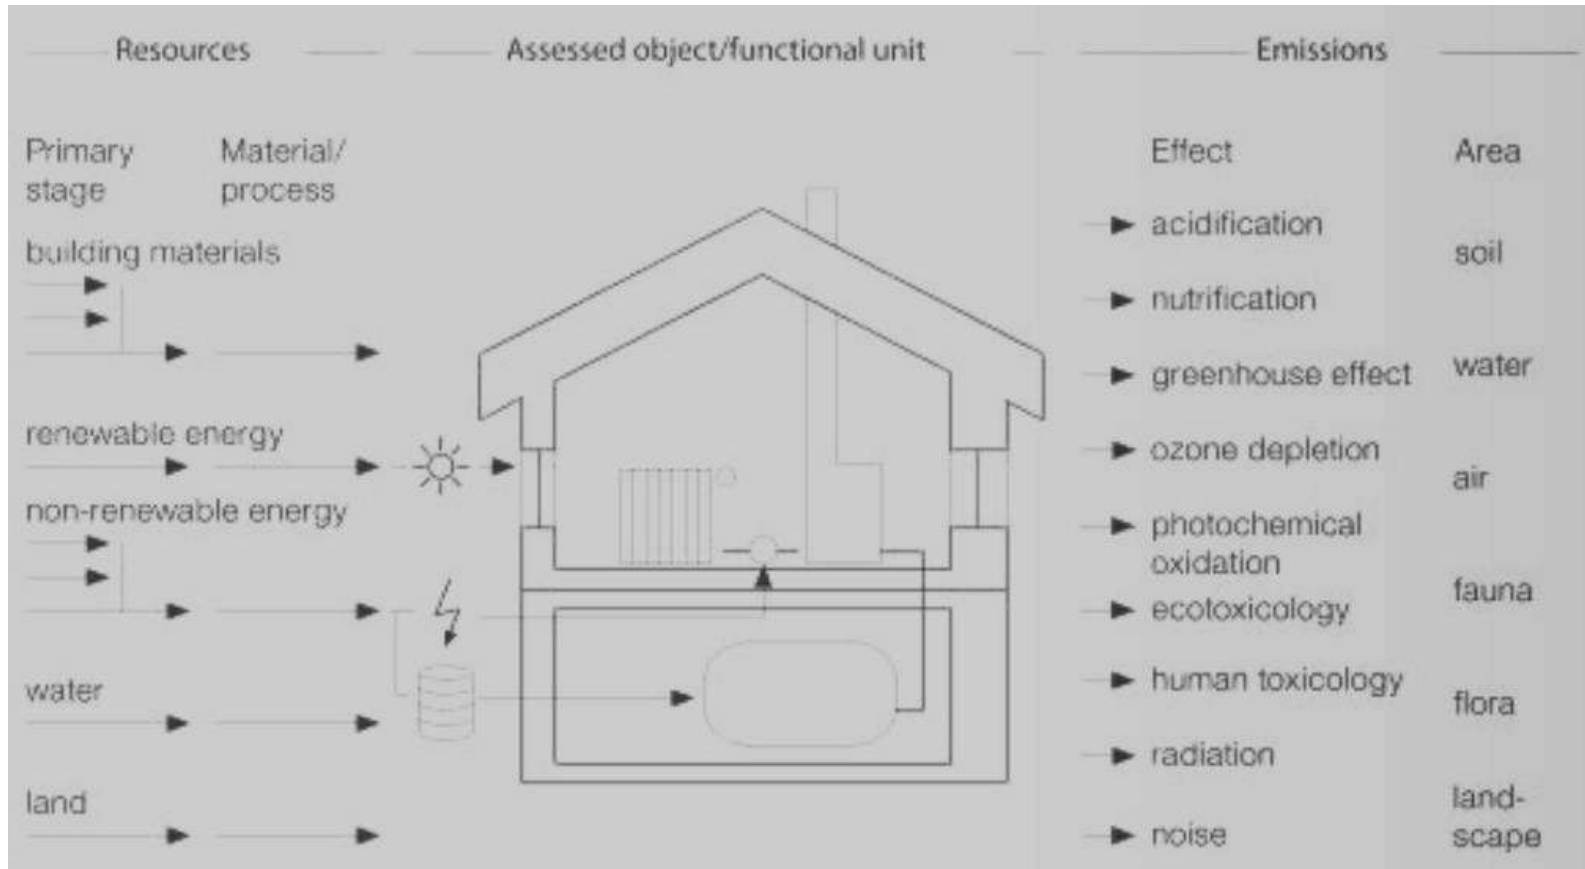 Resources
Assessed object/functional unit
Emissions
Primary
stage
Material/
process
building materials
renewable energy
non-renewable energy
water
land
Effect
acidification
nutrification
greenhouse effect
ozone depletion
photochemical
oxidation
ecotoxicology
human toxicology
radiation
noise
Area
soil
water
air
fauna
flora
land-
scape